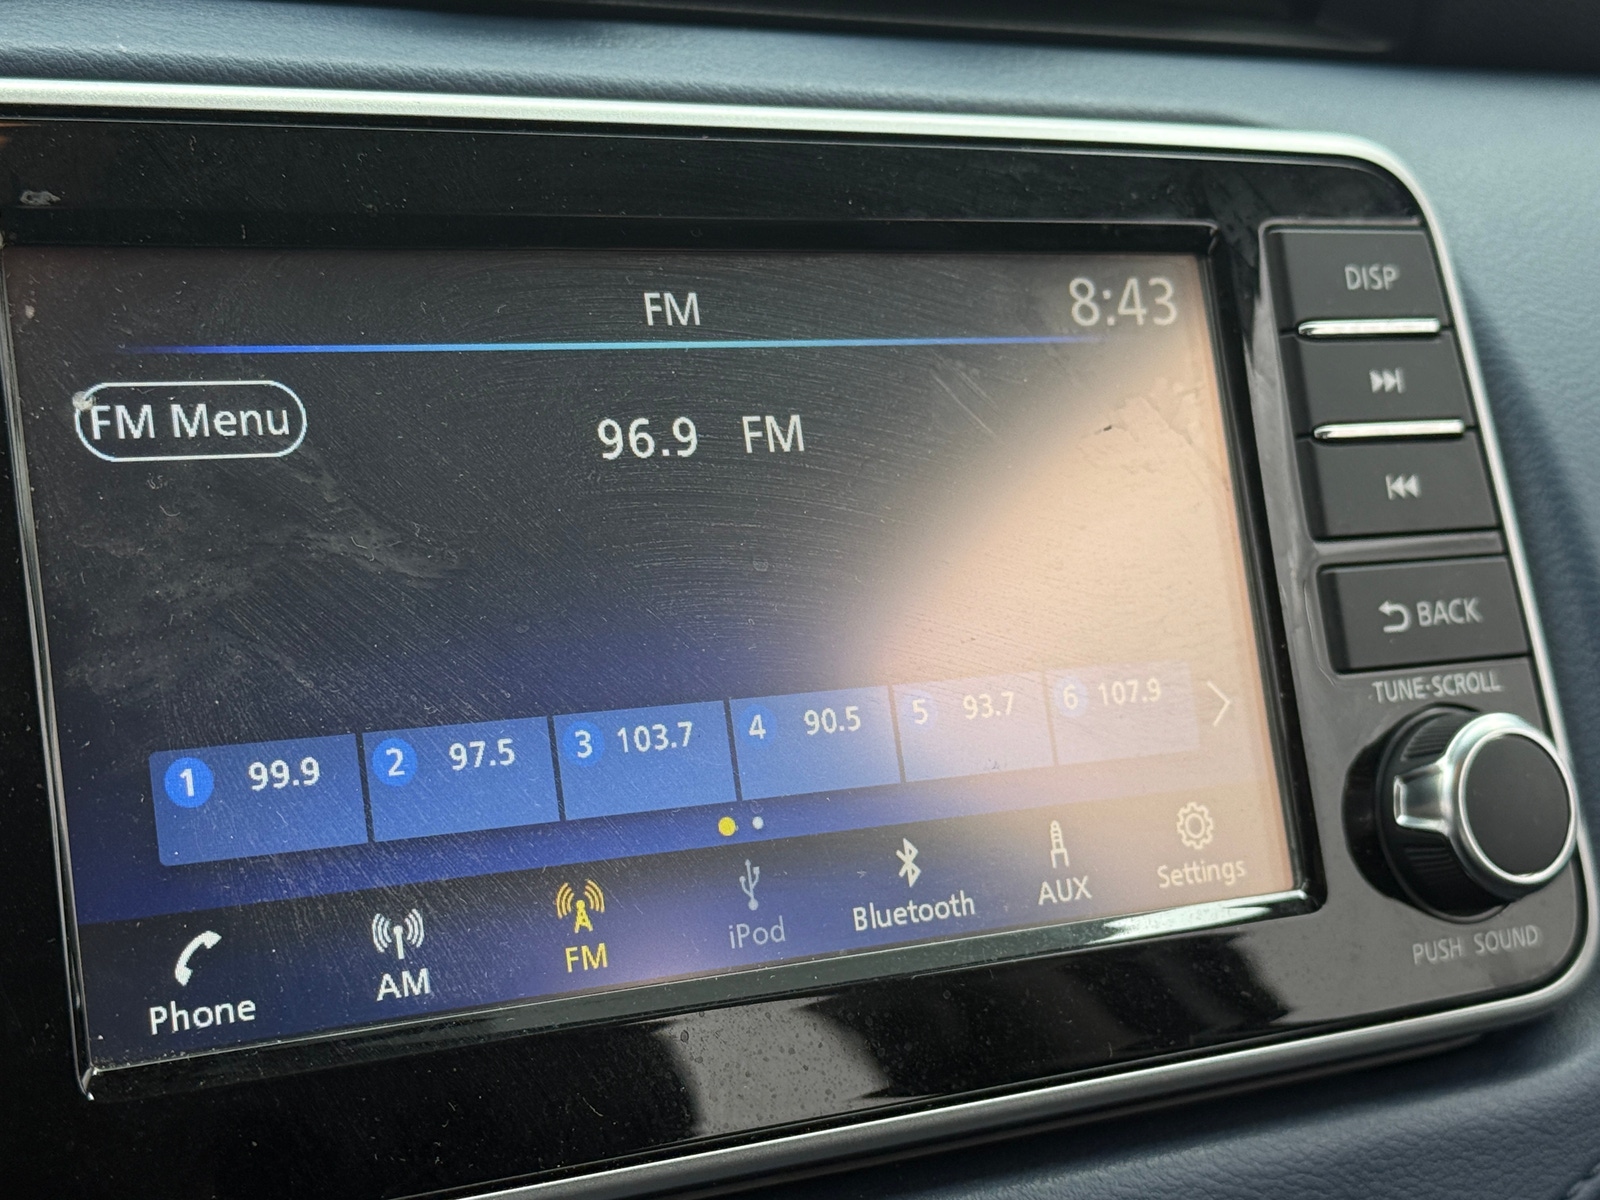 FM
8:43
FM Menu
96.9 FM
1 99.9
2 97.5
3 103.7
4 90.5
5 93.7
6 107.9
Phone
AM
FM
iPod
Bluetooth
AUX
Settings
DISP
BACK
TUNE·SCROLL
PUSH SOUND